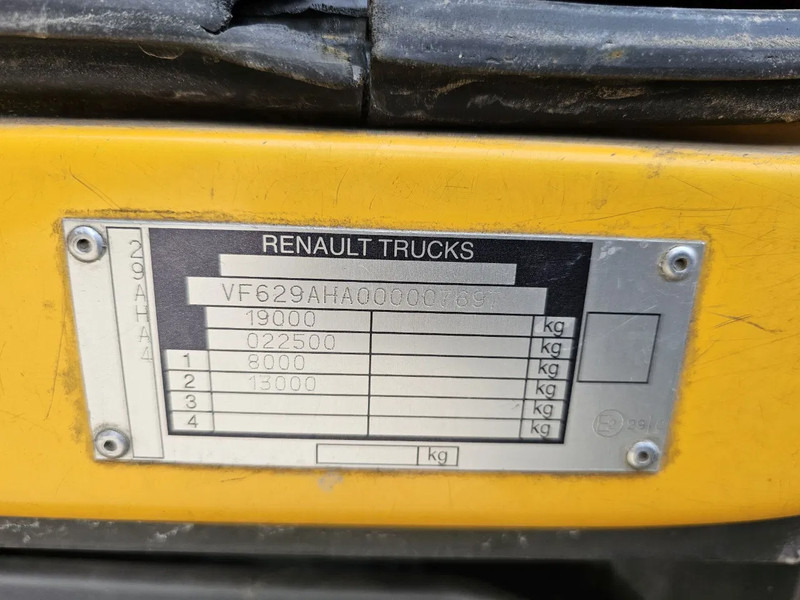 29AHA4
RENAULT TRUCKS
19000 kg
022500 kg
1 8000 kg
2 13000 kg
3 kg
4 kg
kg